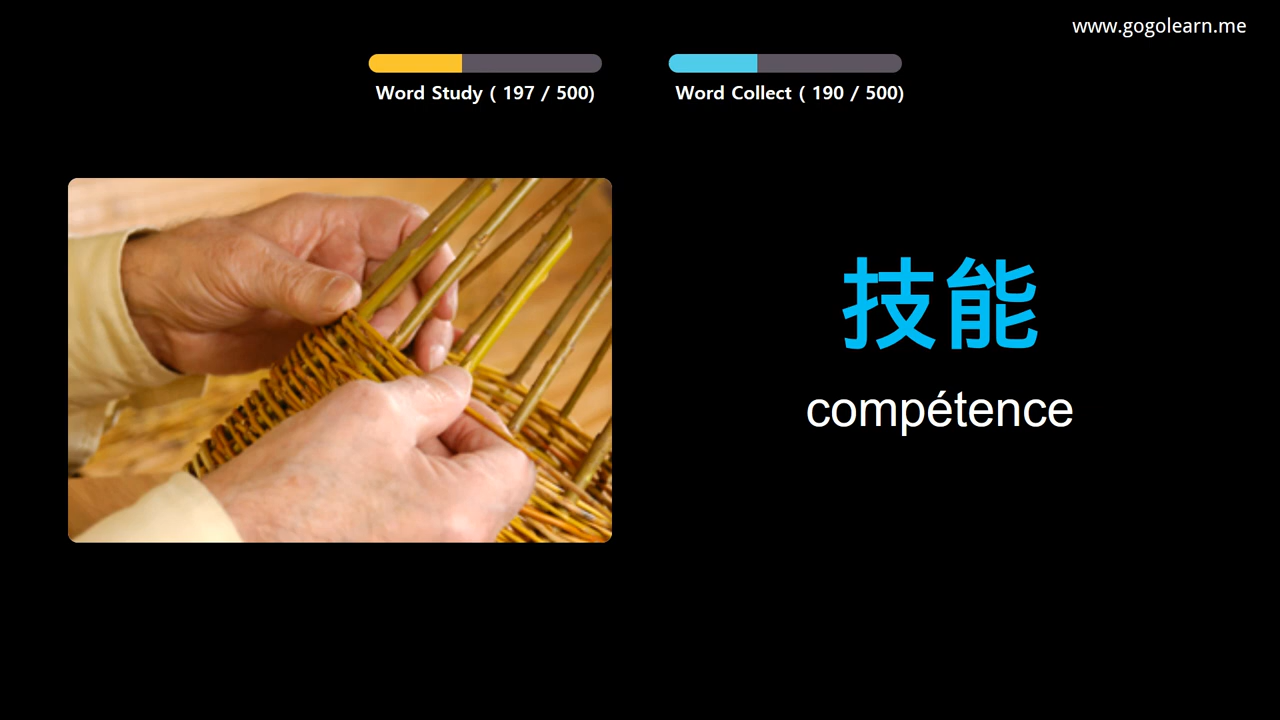 www.gogolearn.me
Word Study ( 197 / 500)
Word Collect ( 190 / 500)
技能
compétence